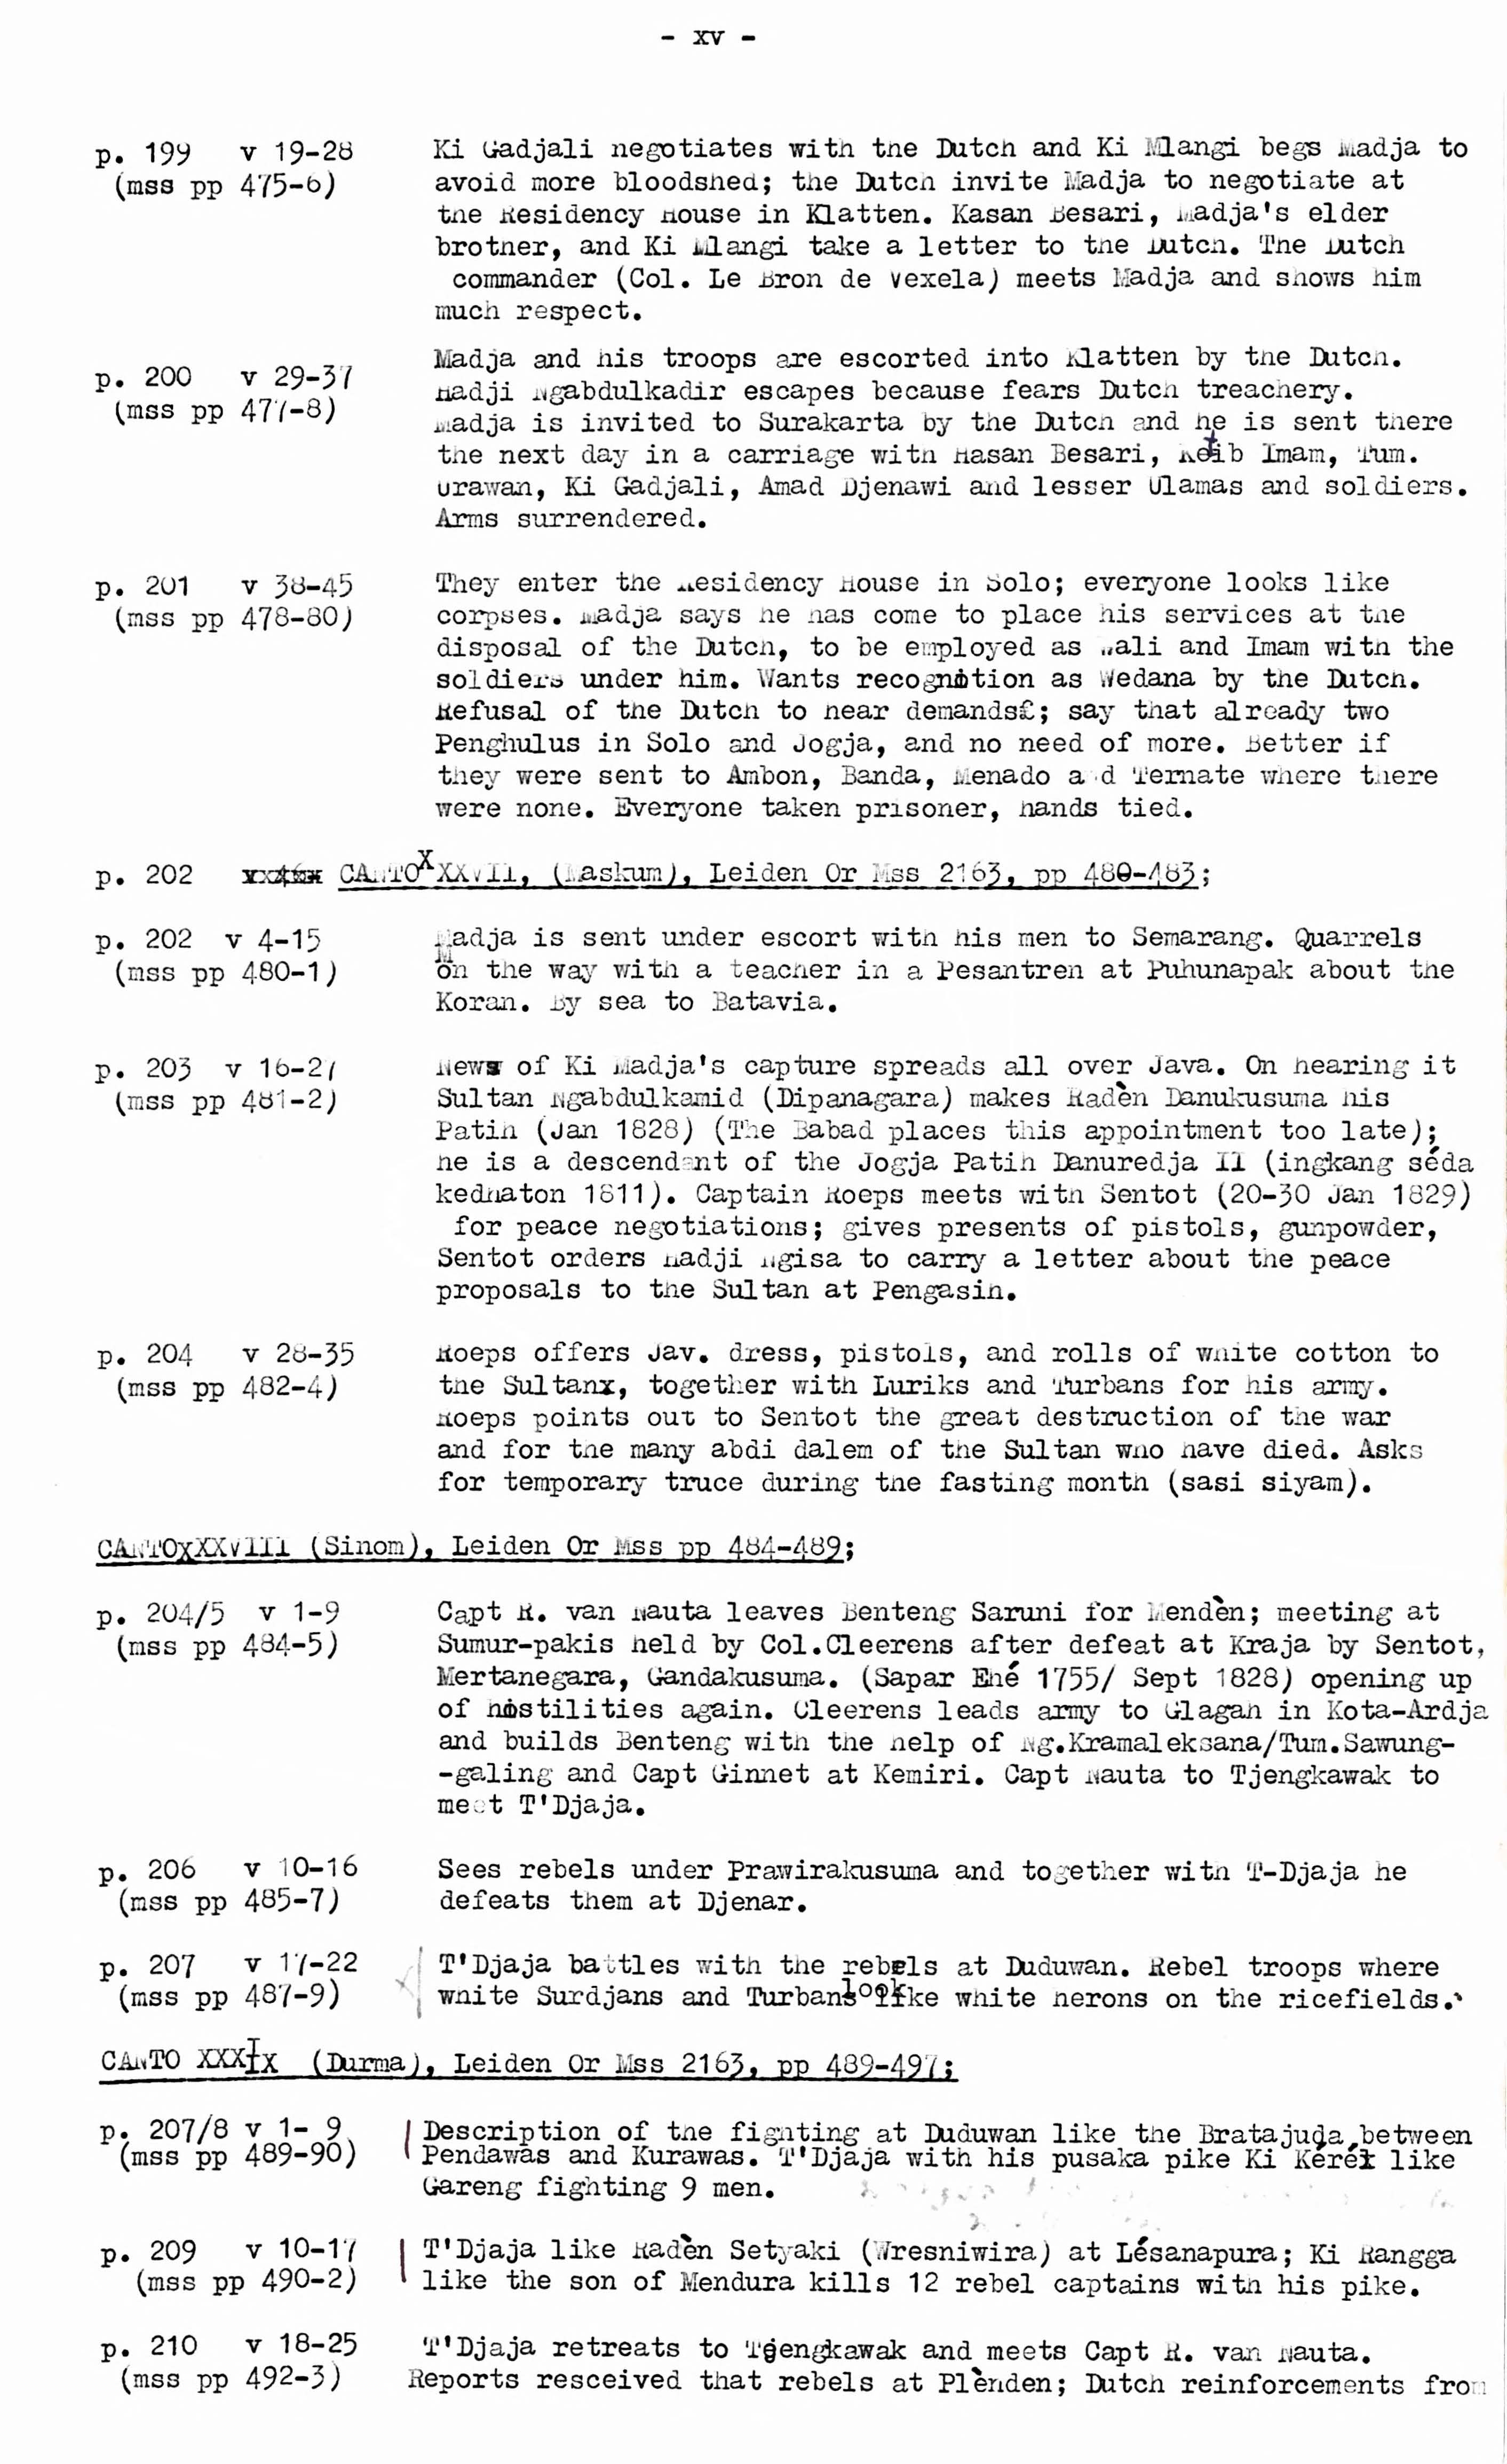 - xv -
p. 199 v 19-28 Ki Gadjali negotiates with the Dutch and Ki Mlangi begs Madja to
(mss pp 475-6) avoid more bloodshed; the Dutch invite Madja to negotiate at
the Residency House in Klatten. Kasan Besari, Madja's elder
brother, and Ki Mlangi take a letter to the Dutch. The Dutch
commander (Col. Le Bron de Vexela) meets Madja and shows him
much respect.
p. 200 v 29-37 Madja and his troops are escorted into Klatten by the Dutch.
(mss pp 477-8) Hadji Ngabdulkadir escapes because fears Dutch treachery.
Madja is invited to Surakarta by the Dutch and he is sent there
the next day in a carriage with Hasan Besari, Ketib Imam, Tum.
Urawan, Ki Gadjali, Amad Djenawi and lesser Ulamas and soldiers.
Arms surrendered.
p. 201 v 38-45 They enter the Residency House in Solo; everyone looks like
(mss pp 478-80) corpses. Madja says he has come to place his services at the
disposal of the Dutch, to be employed as Wali and Imam with the
soldiers under him. Wants recognition as Wedana by the Dutch.
Refusal of the Dutch to hear demands£; say that already two
Penghulus in Solo and Jogja, and no need of more. Better if
they were sent to Ambon, Banda, Menado a d Ternate where there
were none. Everyone taken prisoner, hands tied.
p. 202 CANTO XXXVII, (Maskum), Leiden Or Mss 2163, pp 480-483;
p. 202 v 4-15 Madja is sent under escort with his men to Semarang. Quarrels
(mss pp 480-1) on the way with a teacher in a Pesantren at Puhunapak about the
Koran. By sea to Batavia.
p. 203 v 16-27 News of Ki Madja's capture spreads all over Java. On hearing it
(mss pp 481-2) Sultan Ngabdulkamid (Dipanagara) makes Radèn Danukusuma his
Patih (Jan 1828) (The Babad places this appointment too late);
he is a descendant of the Jogja Patih Danuredja II (ingkang séda
kedhaton 1811). Captain Roeps meets with Sentot (20-30 Jan 1829)
for peace negotiations; gives presents of pistols, gunpowder,
Sentot orders Hadji Ngisa to carry a letter about the peace
proposals to the Sultan at Pengasih.
p. 204 v 28-35 Roeps offers Jav. dress, pistols, and rolls of white cotton to
(mss pp 482-4) the Sultanx, together with Luriks and Turbans for his army.
Roeps points out to Sentot the great destruction of the war
and for the many abdi dalem of the Sultan who have died. Asks
for temporary truce during the fasting month (sasi siyam).
CANTOxXXVIII (Sinom), Leiden Or Mss pp 484-489;
p. 204/5 v 1-9 Capt R. van Nauta leaves Benteng Saruni for Mendèn; meeting at
(mss pp 484-5) Sumur-pakis held by Col.Cleerens after defeat at Kraja by Sentot,
Mertanegara, Gandakusuma. (Sapar Ehé 1755/ Sept 1828) opening up
of hostilities again. Cleerens leads army to Glagah in Kota-Ardja
and builds Benteng with the help of Ng.Kramaleksana/Tum.Sawung-
-galing and Capt Ginnet at Kemiri. Capt Nauta to Tjengkawak to
meet T'Djaja.
p. 206 v 10-16 Sees rebels under Prawirakusuma and together with T-Djaja he
(mss pp 485-7) defeats them at Djenar.
p. 207 v 17-22 T'Djaja battles with the rebels at Duduwan. Rebel troops where
(mss pp 487-9) white Surdjans and Turbans look like white herons on the ricefields.
CANTO XXXIX (Durma), Leiden Or Mss 2163, pp 489-497;
p. 207/8 v 1- 9 Description of the fighting at Duduwan like the Bratajuda between
(mss pp 489-90) Pendawas and Kurawas. T'Djaja with his pusaka pike Ki Kérét like
Gareng fighting 9 men.
p. 209 v 10-17 T'Djaja like Radèn Setyaki (Wresniwira) at Lésanapura; Ki Rangga
(mss pp 490-2) like the son of Mendura kills 12 rebel captains with his pike.
p. 210 v 18-25 T'Djaja retreats to Tjengkawak and meets Capt R. van Nauta.
(mss pp 492-3) Reports resceived that rebels at Plènden; Dutch reinforcements from